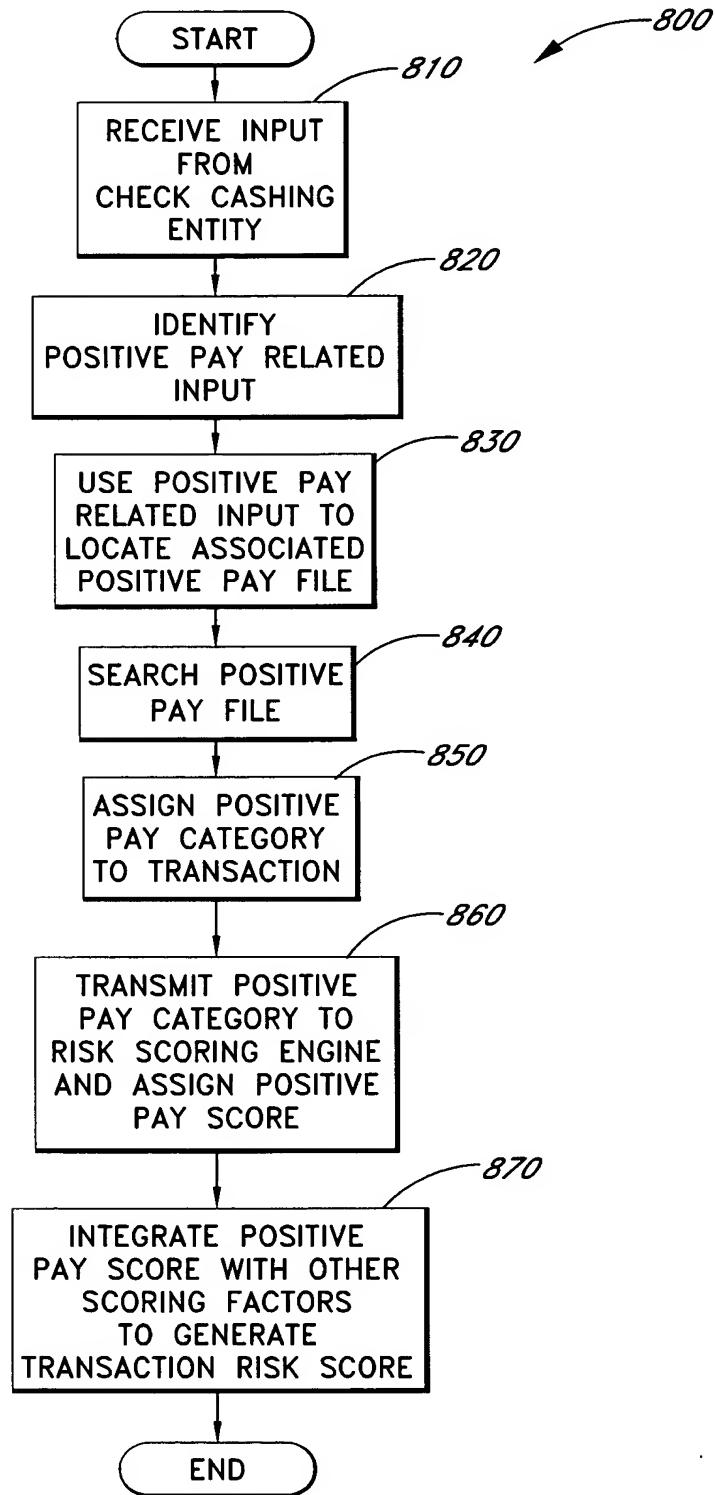 START
800
810
RECEIVE INPUT
FROM
CHECK CASHING
ENTITY
820
IDENTIFY
POSITIVE PAY RELATED
INPUT
830
USE POSITIVE PAY
RELATED INPUT TO
LOCATE ASSOCIATED
POSITIVE PAY FILE
840
SEARCH POSITIVE
PAY FILE
850
ASSIGN POSITIVE
PAY CATEGORY
TO TRANSACTION
860
TRANSMIT POSITIVE
PAY CATEGORY TO
RISK SCORING ENGINE
AND ASSIGN POSITIVE
PAY SCORE
870
INTEGRATE POSITIVE
PAY SCORE WITH OTHER
SCORING FACTORS
TO GENERATE
TRANSACTION RISK SCORE
END